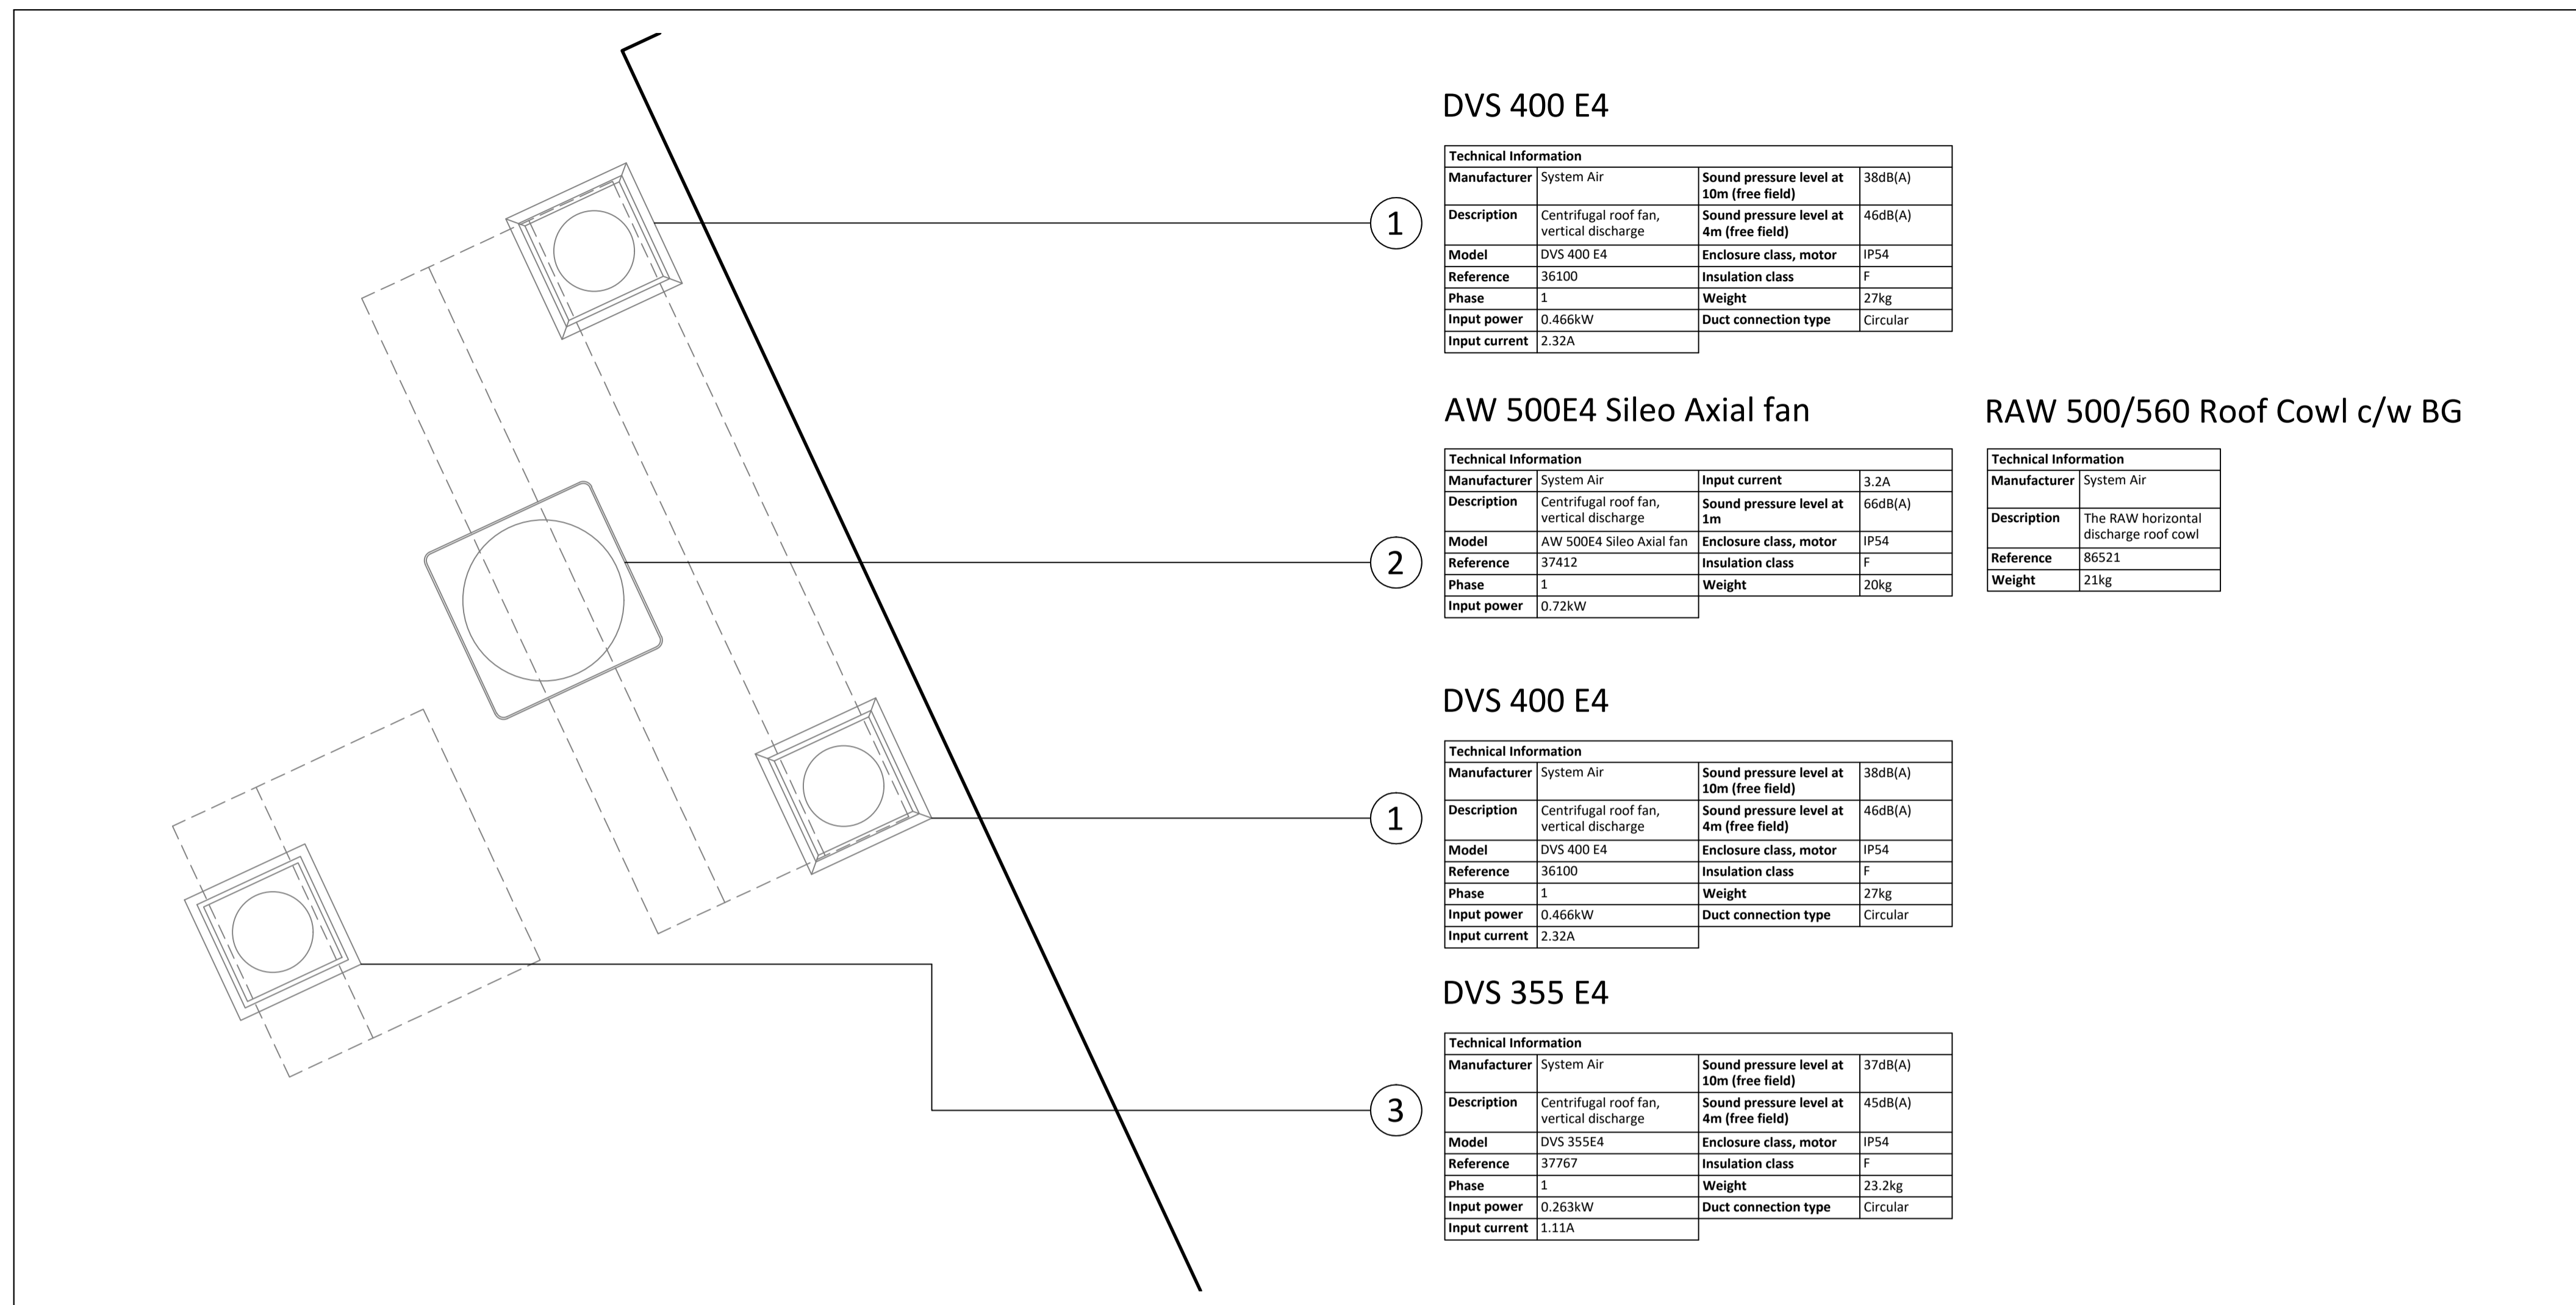 DVS 400 E4
Technical Information
Manufacturer System Air Sound pressure level at 38dB(A)
10m (free field)
Description Centrifugal roof fan, Sound pressure level at 46dB(A)
vertical discharge 4m (free field)
Model DVS 400 E4 Enclosure class, motor IP54
Reference 36100 Insulation class F
Phase 1 Weight 27kg
Input power 0.466kW Duct connection type Circular
Input current 2.32A
1
AW 500E4 Sileo Axial fan
Technical Information
Manufacturer System Air Input current 3.2A
Description Centrifugal roof fan, Sound pressure level at 66dB(A)
vertical discharge 1m
Model AW 500E4 Sileo Axial fan Enclosure class, motor IP54
Reference 37412 Insulation class F
Phase 1 Weight 20kg
Input power 0.72kW
2
RAW 500/560 Roof Cowl c/w BG
Technical Information
Manufacturer System Air
Description The RAW horizontal
discharge roof cowl
Reference 86521
Weight 21kg
DVS 400 E4
Technical Information
Manufacturer System Air Sound pressure level at 38dB(A)
10m (free field)
Description Centrifugal roof fan, Sound pressure level at 46dB(A)
vertical discharge 4m (free field)
Model DVS 400 E4 Enclosure class, motor IP54
Reference 36100 Insulation class F
Phase 1 Weight 27kg
Input power 0.466kW Duct connection type Circular
Input current 2.32A
1
DVS 355 E4
Technical Information
Manufacturer System Air Sound pressure level at 37dB(A)
10m (free field)
Description Centrifugal roof fan, Sound pressure level at 45dB(A)
vertical discharge 4m (free field)
Model DVS 355E4 Enclosure class, motor IP54
Reference 37767 Insulation class F
Phase 1 Weight 23.2kg
Input power 0.263kW Duct connection type Circular
Input current 1.11A
3